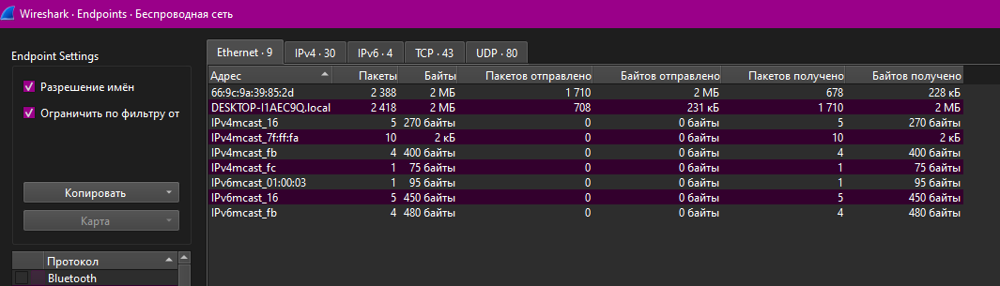 Wireshark · Endpoints · Беспроводная сеть
Endpoint Settings
Разрешение имён
Ограничить по фильтру от
Копировать
Карта
Протокол
Bluetooth
Ethernet · 9 IPv4 · 30 IPv6 · 4 TCP · 43 UDP · 80
Адрес Пакеты Байты Пакетов отправлено Байтов отправлено Пакетов получено Байтов получено
66:9c:9a:39:85:2d 2 388 2 МБ 1 710 2 МБ 678 228 кБ
DESKTOP-I1AEC9Q.local 2 418 2 МБ 708 231 кБ 1 710 2 МБ
IPv4mcast_16 5 270 байты 0 0 байты 5 270 байты
IPv4mcast_7f:ff:fa 10 2 кБ 0 0 байты 10 2 кБ
IPv4mcast_fb 4 400 байты 0 0 байты 4 400 байты
IPv4mcast_fc 1 75 байты 0 0 байты 1 75 байты
IPv6mcast_01:00:03 1 95 байты 0 0 байты 1 95 байты
IPv6mcast_16 5 450 байты 0 0 байты 5 450 байты
IPv6mcast_fb 4 480 байты 0 0 байты 4 480 байты